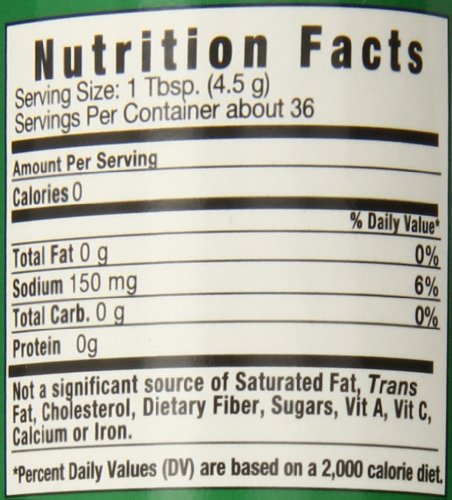 Nutrition Facts
Serving Size: 1 Tbsp. (4.5 g)
Servings Per Container about 36
Amount Per Serving
Calories 0
% Daily Value*
Total Fat 0 g 0%
Sodium 150 mg 6%
Total Carb. 0 g 0%
Protein 0g
Not a significant source of Saturated Fat, Trans
Fat, Cholesterol, Dietary Fiber, Sugars, Vit A, Vit C,
Calcium or Iron.
*Percent Daily Values (DV) are based on a 2,000 calorie diet.